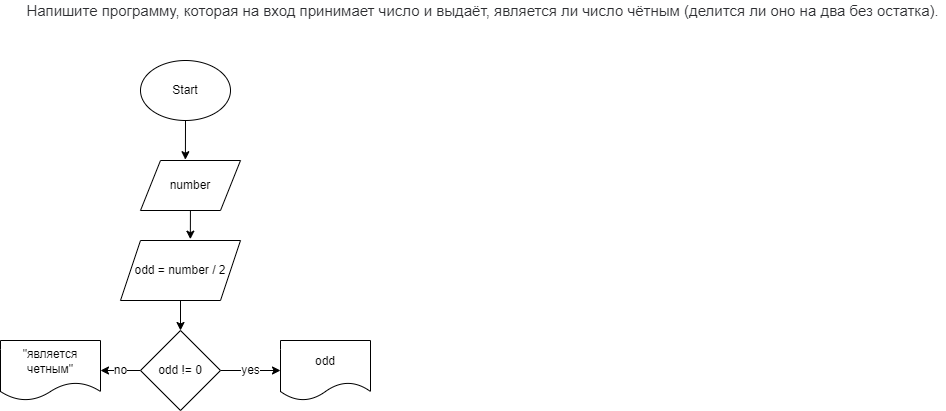 Напишите программу, которая на вход принимает число и выдаёт, является ли число чётным (делится ли оно на два без остатка).
Start
number
odd = number / 2
"является
четным"
no
odd != 0
yes
odd